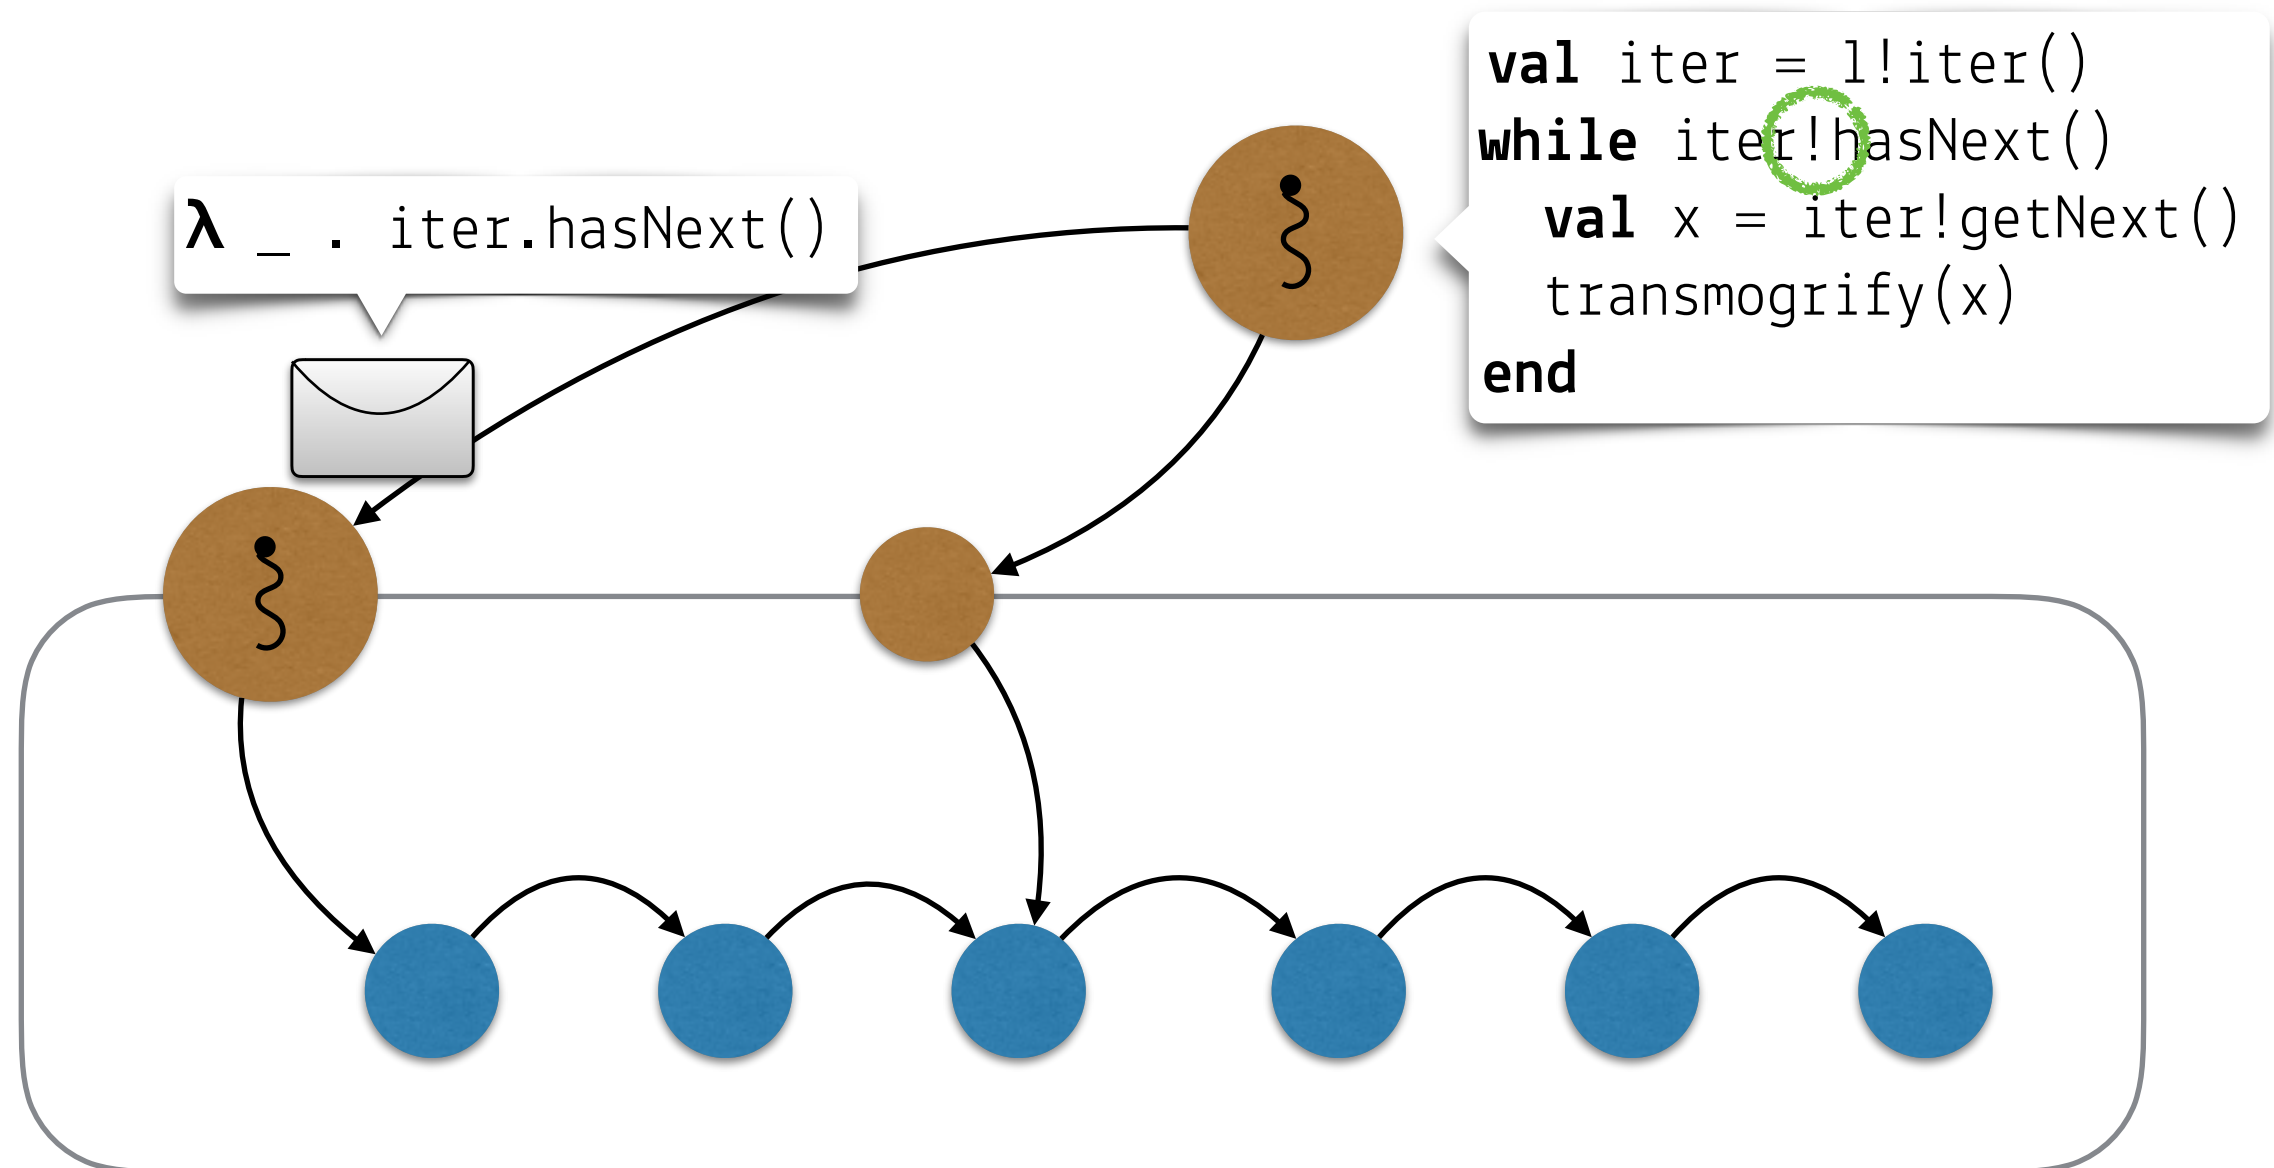 λ _ . iter.hasNext()
val iter = l!iter()
while iter!hasNext()
val x = iter!getNext()
transmogrify(x)
end